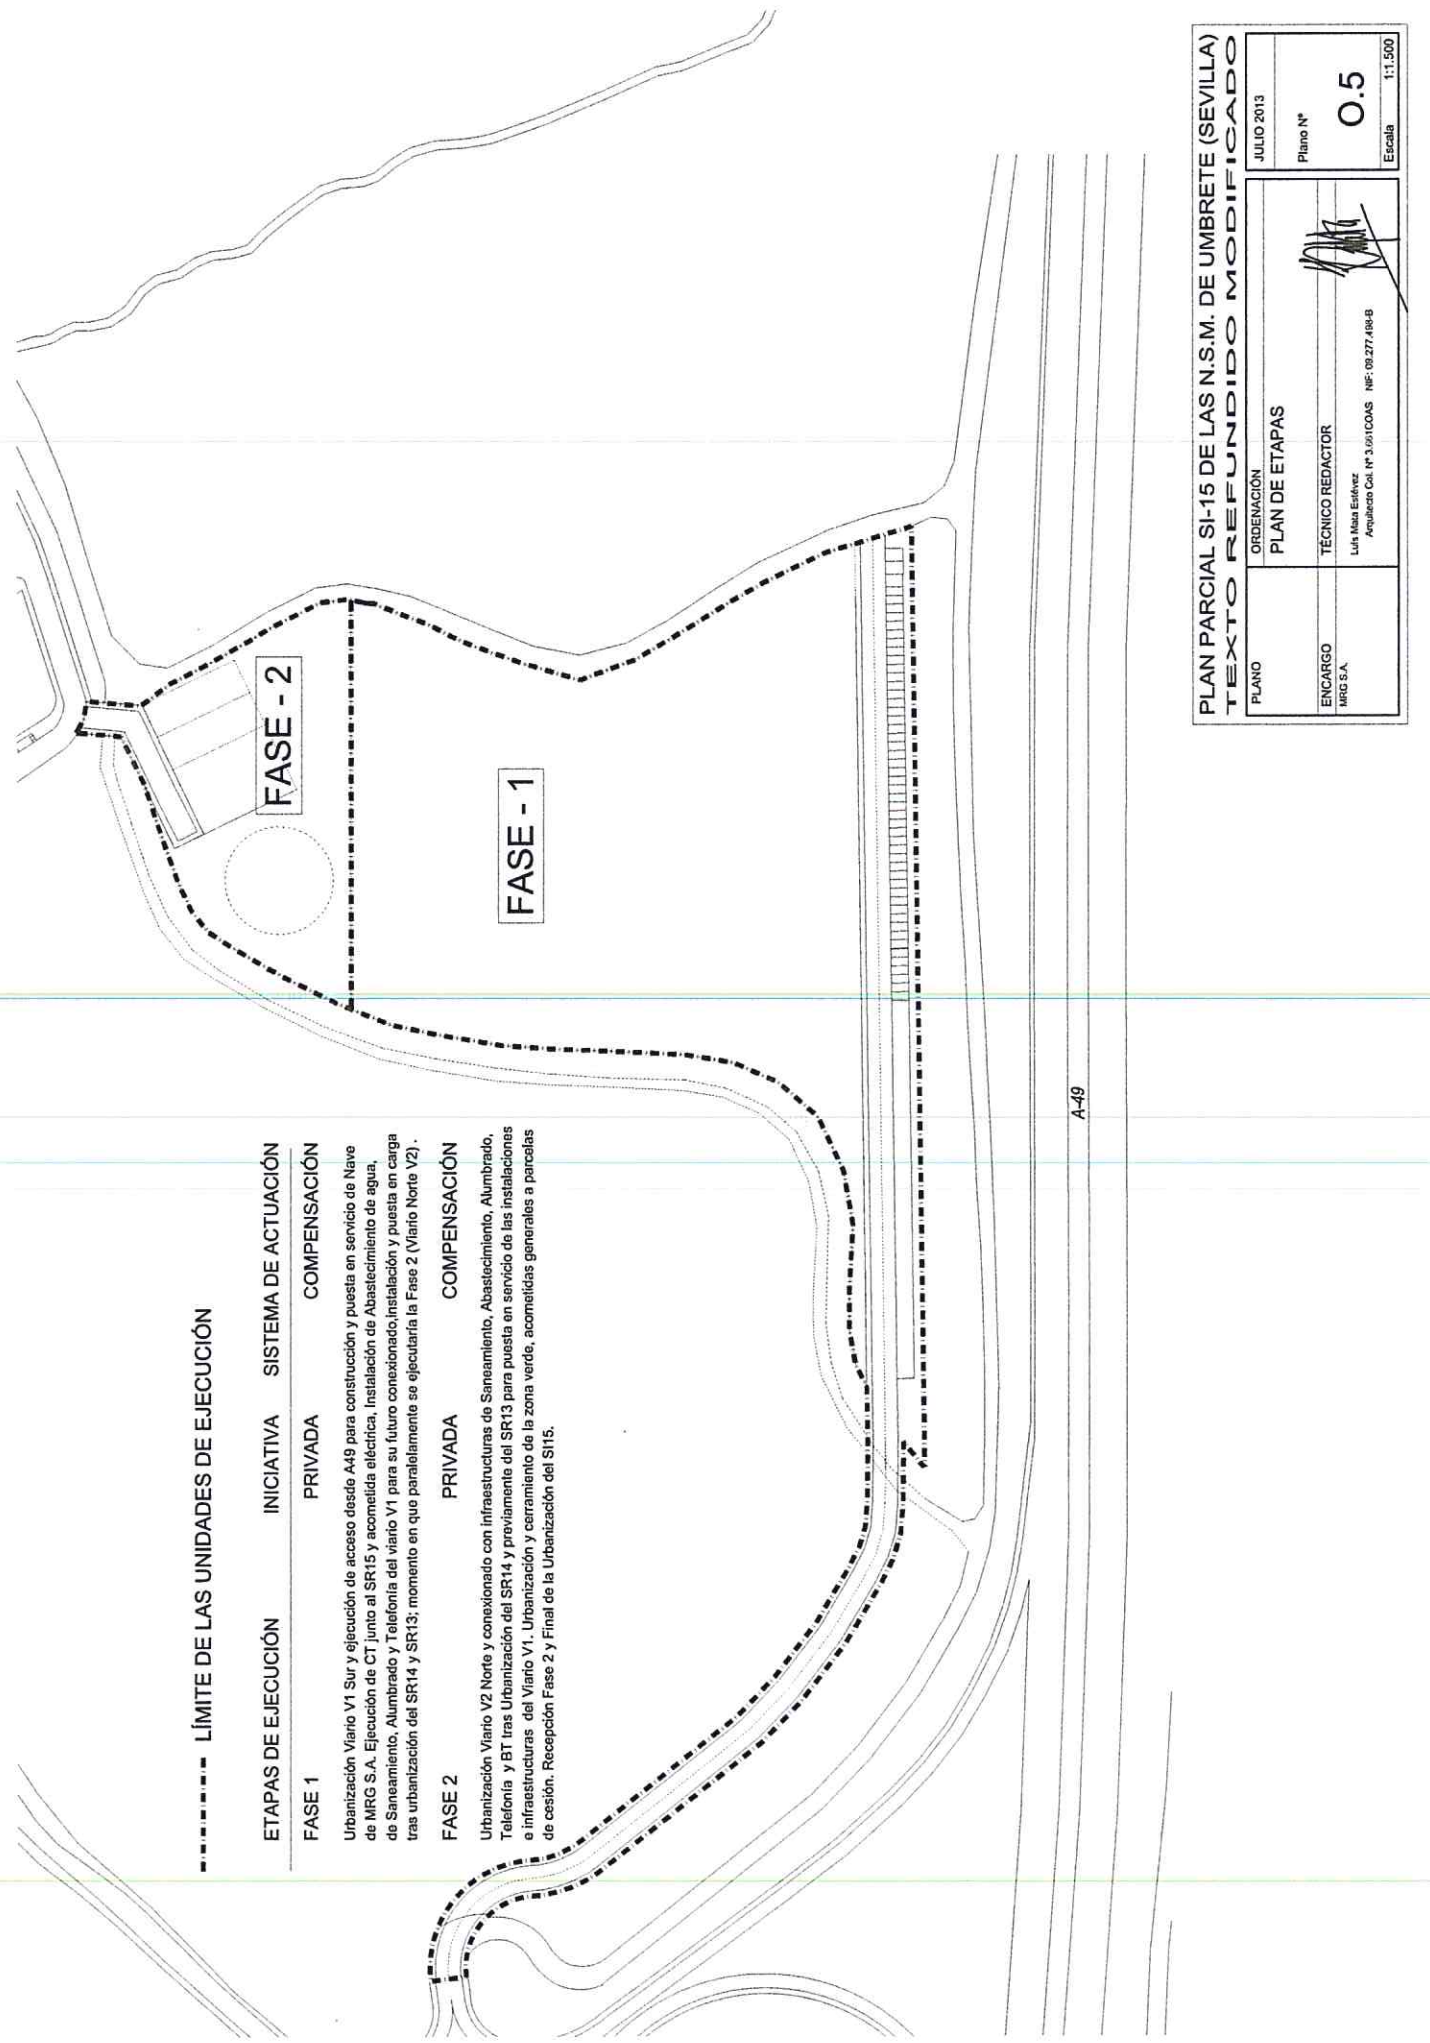 LÍMITE DE LAS UNIDADES DE EJECUCIÓN
ETAPAS DE EJECUCIÓN INICIATIVA SISTEMA DE ACTUACIÓN
FASE 1 PRIVADA COMPENSACIÓN
Urbanización Viario V1 Sur y ejecución de acceso desde A49 para construcción y puesta en servicio de Nave
de MRG S.A. Ejecución de CT junto al SR15 y acometida eléctrica, Instalación de Abastecimiento de agua,
de Saneamiento, Alumbrado y Telefonía del viario V1 para su futuro conexionado,instalación y puesta en carga
tras urbanización del SR14 y SR13; momento en que paralelamente se ejecutaría la Fase 2 (Viario Norte V2) .
FASE 2 PRIVADA COMPENSACIÓN
Urbanización Viario V2 Norte y conexionado con infraestructuras de Saneamiento, Abastecimiento, Alumbrado,
Telefonía y BT tras Urbanización del SR14 y previamente del SR13 para puesta en servicio de las instalaciones
e infraestructuras del Viario V1. Urbanización y cerramiento de la zona verde, acometidas generales a parcelas
de cesión. Recepción Fase 2 y Final de la Urbanización del SI15.
FASE - 2
FASE - 1
A-49
PLAN PARCIAL SI-15 DE LAS N.S.M. DE UMBRETE (SEVILLA)
TEXTO REFUNDIDO MODIFICADO
PLANO
ORDENACIÓN
PLAN DE ETAPAS
JULIO 2013
Plano Nº
O.5
ENCARGO
MRG S.A.
TÉCNICO REDACTOR
Luis Mata Estévez
Arquitecto Col. Nº 3.661COAS NIF: 09.277.498-B
Escala 1:1.500